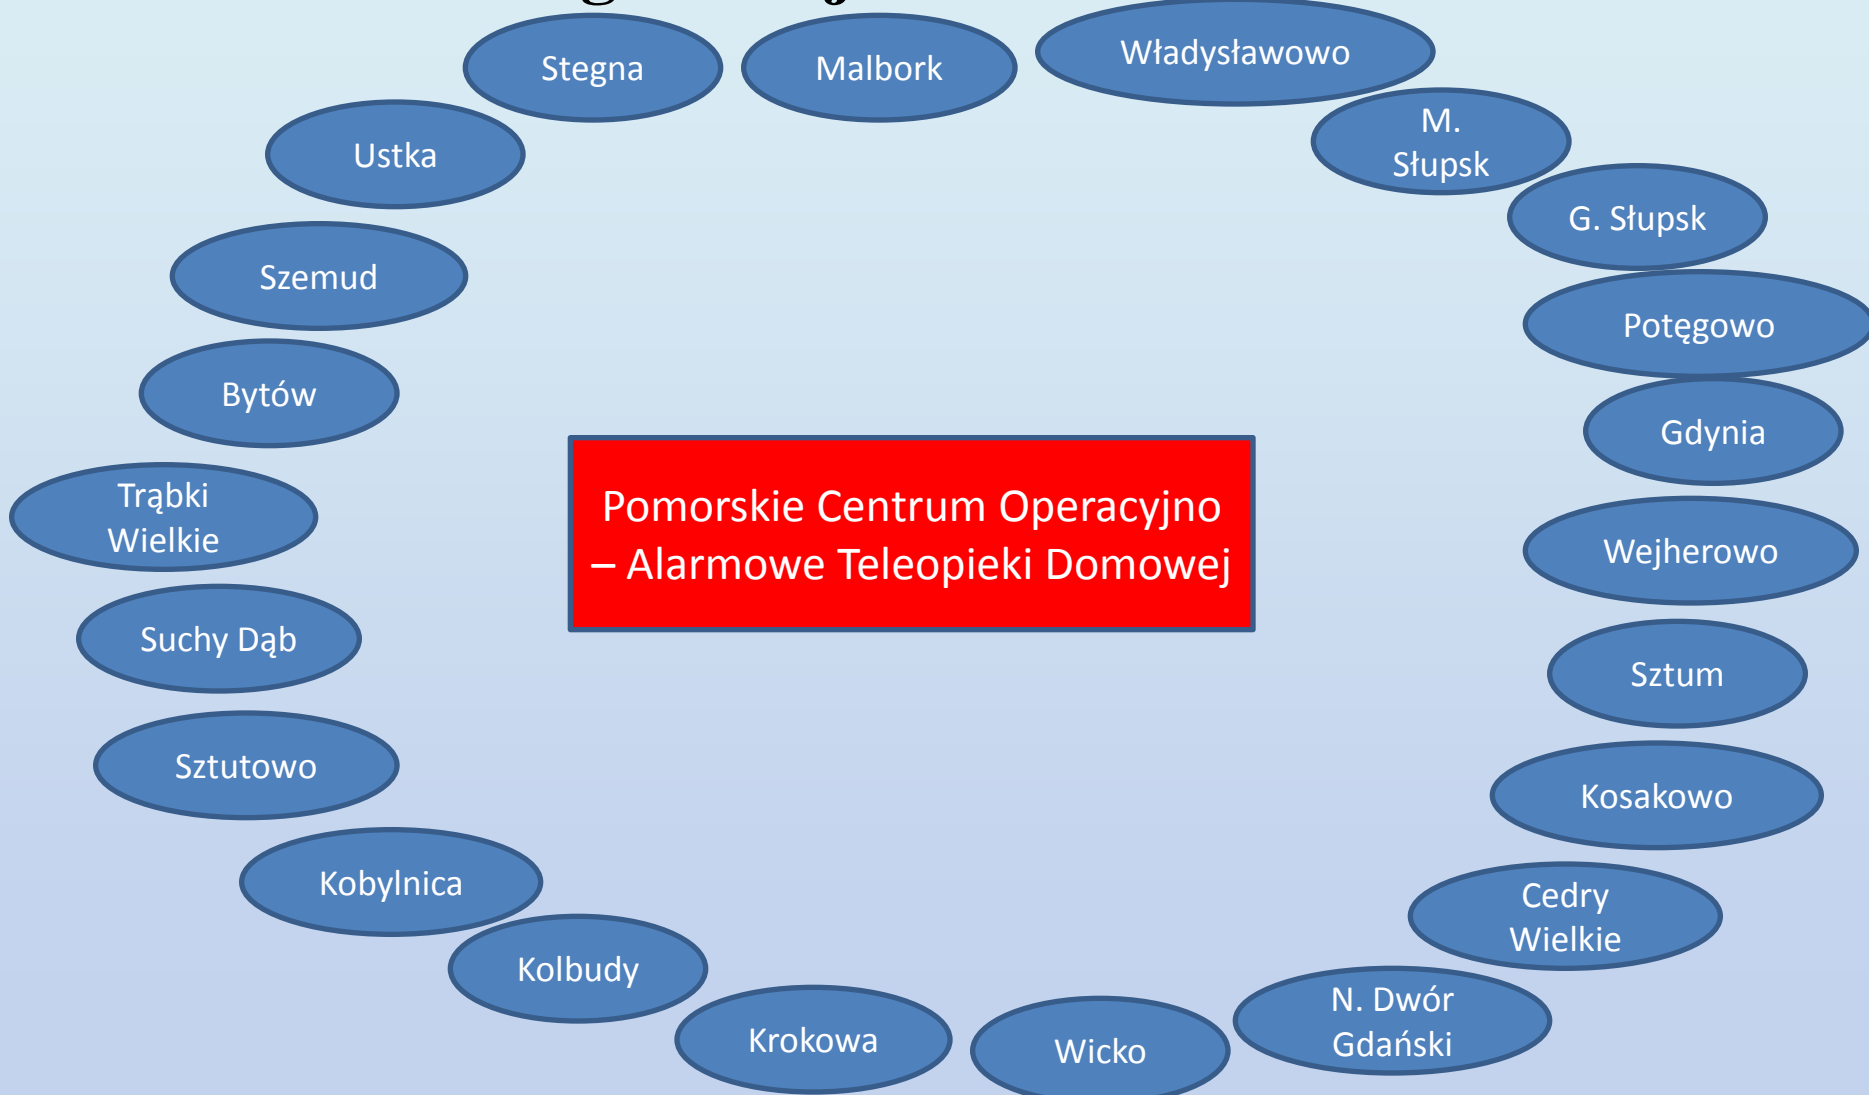 Stegna
Malbork
Władysławowo
M.
Słupsk
G. Słupsk
Potęgowo
Gdynia
Wejherowo
Sztum
Kosakowo
Cedry
Wielkie
N. Dwór
Gdański
Wicko
Krokowa
Kolbudy
Kobylnica
Sztutowo
Suchy Dąb
Trąbki
Wielkie
Bytów
Szemud
Ustka
Pomorskie Centrum Operacyjno
– Alarmowe Teleopieki Domowej